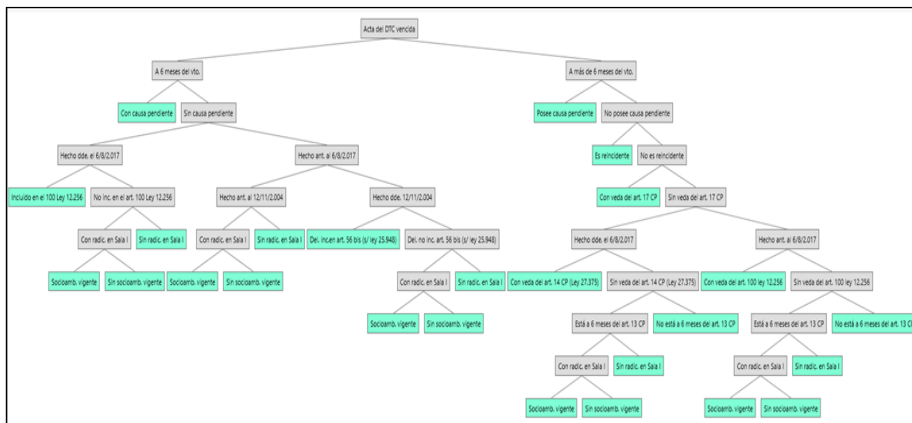 Acta del DTC vencida
A 6 meses del vto.
A más de 6 meses del vto.
Con causa pendiente
Sin causa pendiente
Posee causa pendiente
No posee causa pendiente
Hecho dde. el 6/8/2.017
Hecho ant. al 6/8/2.017
Es reincidente
No es reincidente
Incluido en el 100 Ley 12.256
No inc. en el art. 100 Ley 12.256
Hecho ant. al 12/11/2.004
Hecho dde. 12/11/2.004
Con veda del art. 17 CP
Sin veda del art. 17 CP
Con radic. en Sala I
Sin radic. en Sala I
Con radic. en Sala I
Sin radic. en Sala I
Del. inc.en art. 56 bis (s/ ley 25.948)
Del. no inc. art. 56 bis (s/ ley 25.948)
Hecho dde. el 6/8/2.017
Hecho ant. al 6/8/2.017
Socioamb. vigente
Sin socioamb. vigente
Socioamb. vigente
Sin socioamb. vigente
Con radic. en Sala I
Sin radic. en Sala I
Con veda del art. 14 CP (Ley 27.375)
Sin veda del art. 14 CP (Ley 27.375)
Con veda del art. 100 ley 12.256
Sin veda del art. 100 ley 12.256
Socioamb. vigente
Sin socioamb. vigente
Está a 6 meses del art. 13 CP
No está a 6 meses del art. 13 CP
Está a 6 meses del art. 13 CP
No está a 6 meses del art. 13 CP
Con radic. en Sala I
Sin radic. en Sala I
Con radic. en Sala I
Sin radic. en Sala I
Socioamb. vigente
Sin socioamb. vigente
Socioamb. vigente
Sin socioamb. vigente